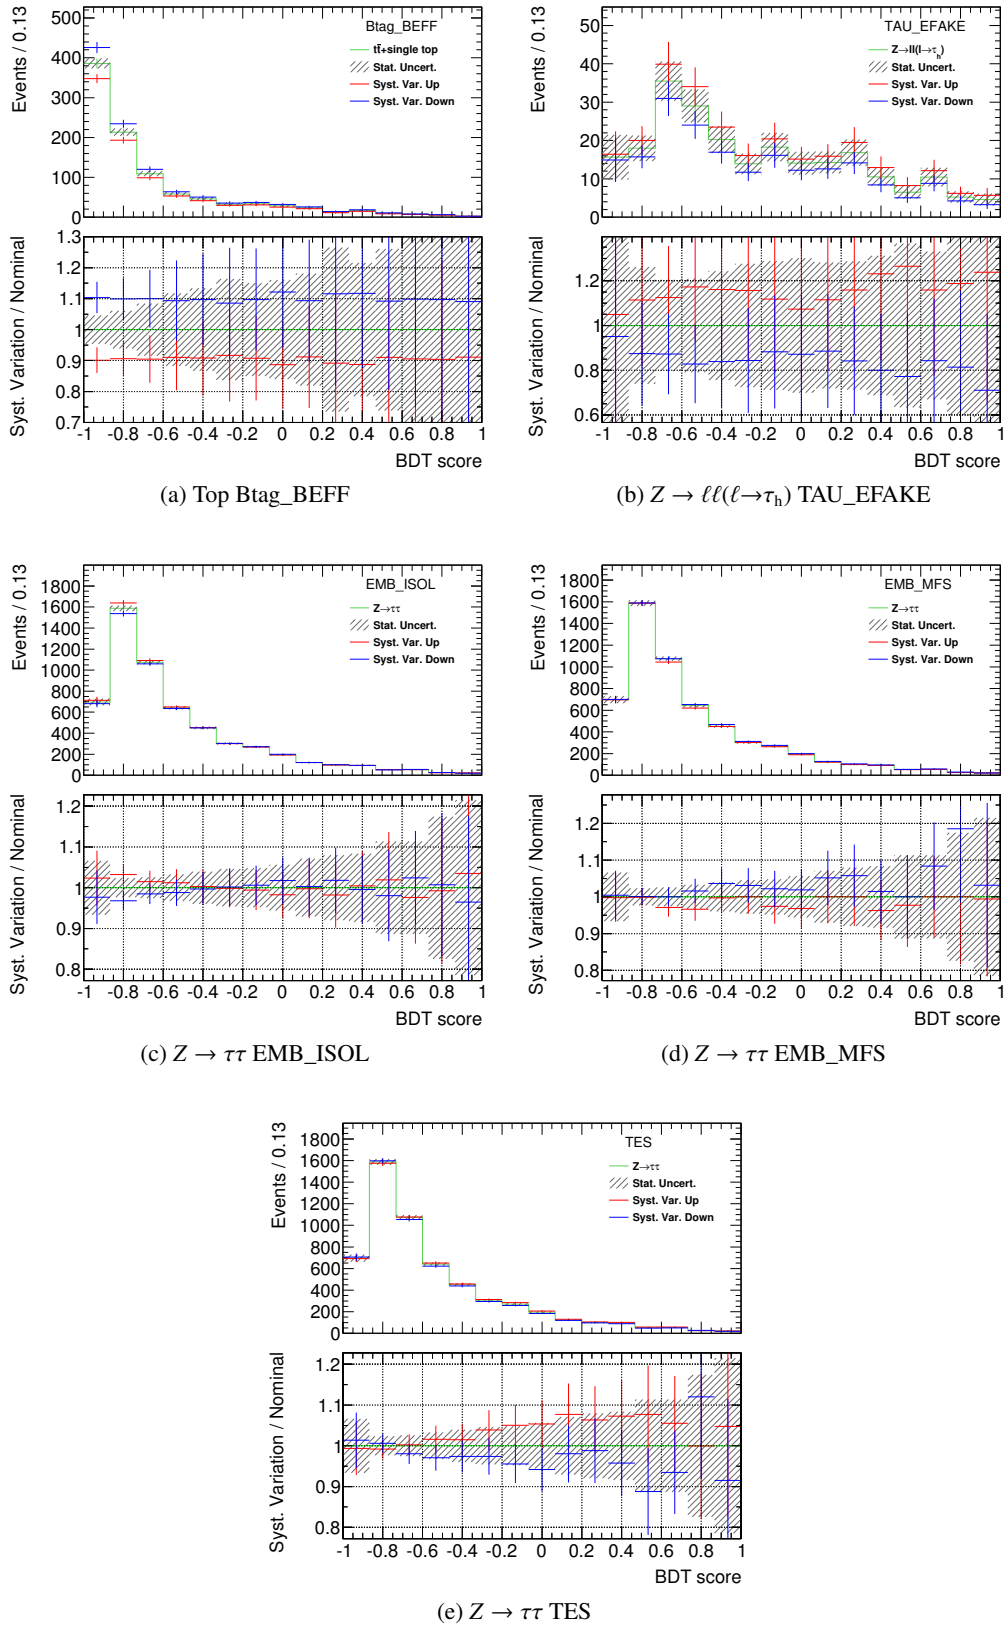 Events / 0.13
500
400
300
200
100
0
Btag_BEFF
tt̄+single top
Stat. Uncert.
Syst. Var. Up
Syst. Var. Down
Syst. Variation / Nominal
1.3
1.2
1.1
1
0.9
0.8
0.7
-1 -0.8 -0.6 -0.4 -0.2 0 0.2 0.4 0.6 0.8 1
BDT score
(a) Top Btag_BEFF
Events / 0.13
50
40
30
20
10
0
TAU_EFAKE
Z→ll(l→τh)
Stat. Uncert.
Syst. Var. Up
Syst. Var. Down
Syst. Variation / Nominal
1.2
1
0.8
0.6
-1 -0.8 -0.6 -0.4 -0.2 0 0.2 0.4 0.6 0.8 1
BDT score
(b) Z → ℓℓ(ℓ→τh) TAU_EFAKE
Events / 0.13
1800
1600
1400
1200
1000
800
600
400
200
0
EMB_ISOL
Z→ττ
Stat. Uncert.
Syst. Var. Up
Syst. Var. Down
Syst. Variation / Nominal
1.2
1.1
1
0.9
0.8
-1 -0.8 -0.6 -0.4 -0.2 0 0.2 0.4 0.6 0.8 1
BDT score
(c) Z → ττ EMB_ISOL
Events / 0.13
1800
1600
1400
1200
1000
800
600
400
200
0
EMB_MFS
Z→ττ
Stat. Uncert.
Syst. Var. Up
Syst. Var. Down
Syst. Variation / Nominal
1.2
1.1
1
0.9
0.8
-1 -0.8 -0.6 -0.4 -0.2 0 0.2 0.4 0.6 0.8 1
BDT score
(d) Z → ττ EMB_MFS
Events / 0.13
1800
1600
1400
1200
1000
800
600
400
200
0
TES
Z→ττ
Stat. Uncert.
Syst. Var. Up
Syst. Var. Down
Syst. Variation / Nominal
1.2
1.1
1
0.9
0.8
-1 -0.8 -0.6 -0.4 -0.2 0 0.2 0.4 0.6 0.8 1
BDT score
(e) Z → ττ TES